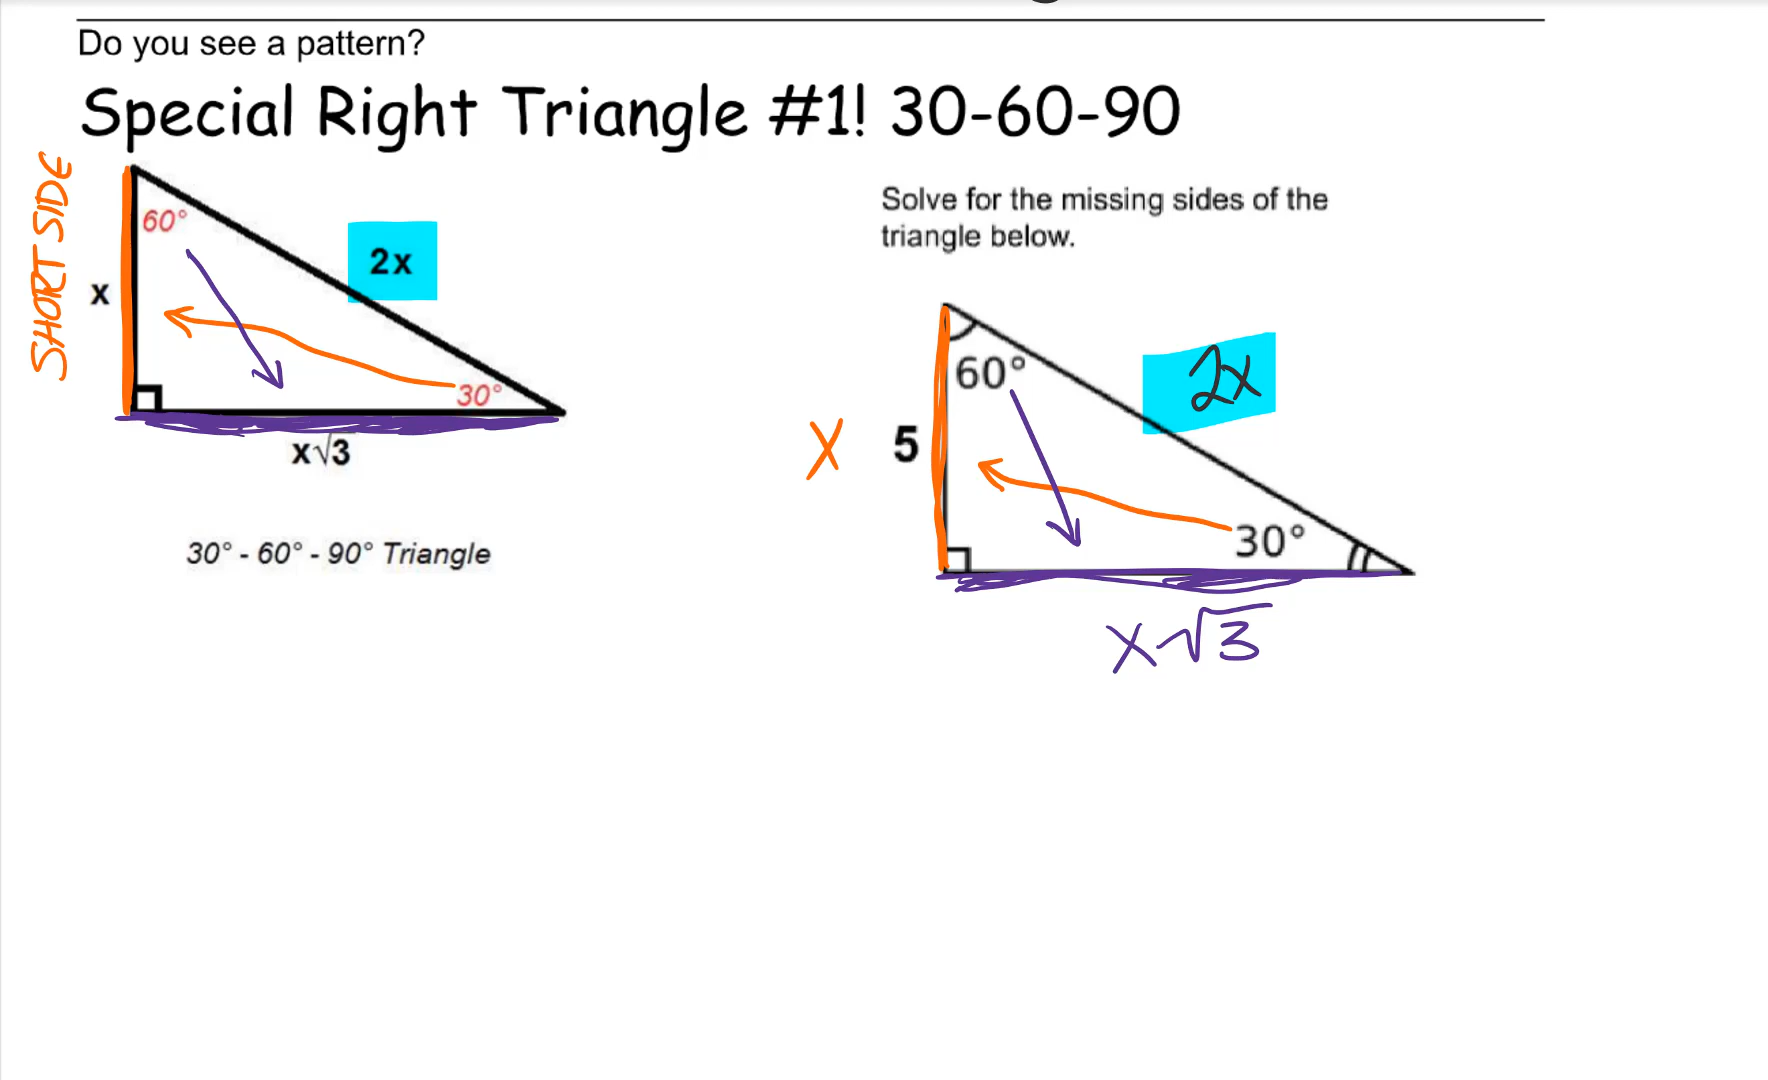 Do you see a pattern?
Special Right Triangle #1! 30-60-90
SHORT SIDE
60°
2x
x
30°
x√3
30° - 60° - 90° Triangle
Solve for the missing sides of the
triangle below.
60°
2x
x
5
30°
x√3